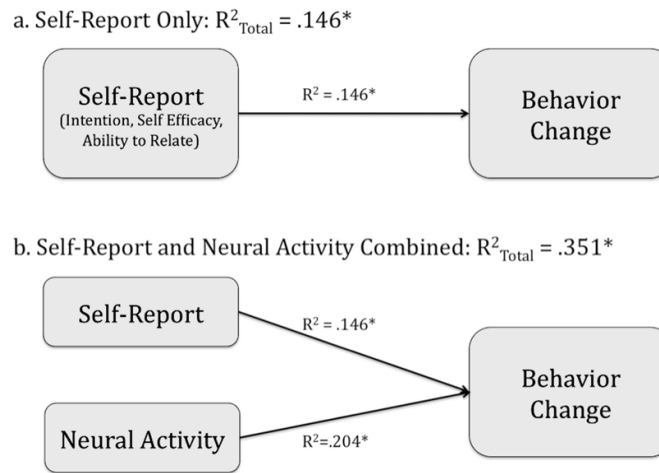 a. Self-Report Only: R²Total = .146*
Self-Report
(Intention, Self Efficacy,
Ability to Relate)
R² = .146*
Behavior
Change
b. Self-Report and Neural Activity Combined: R²Total = .351*
Self-Report
R² = .146*
Behavior
Change
Neural Activity
R²=.204*